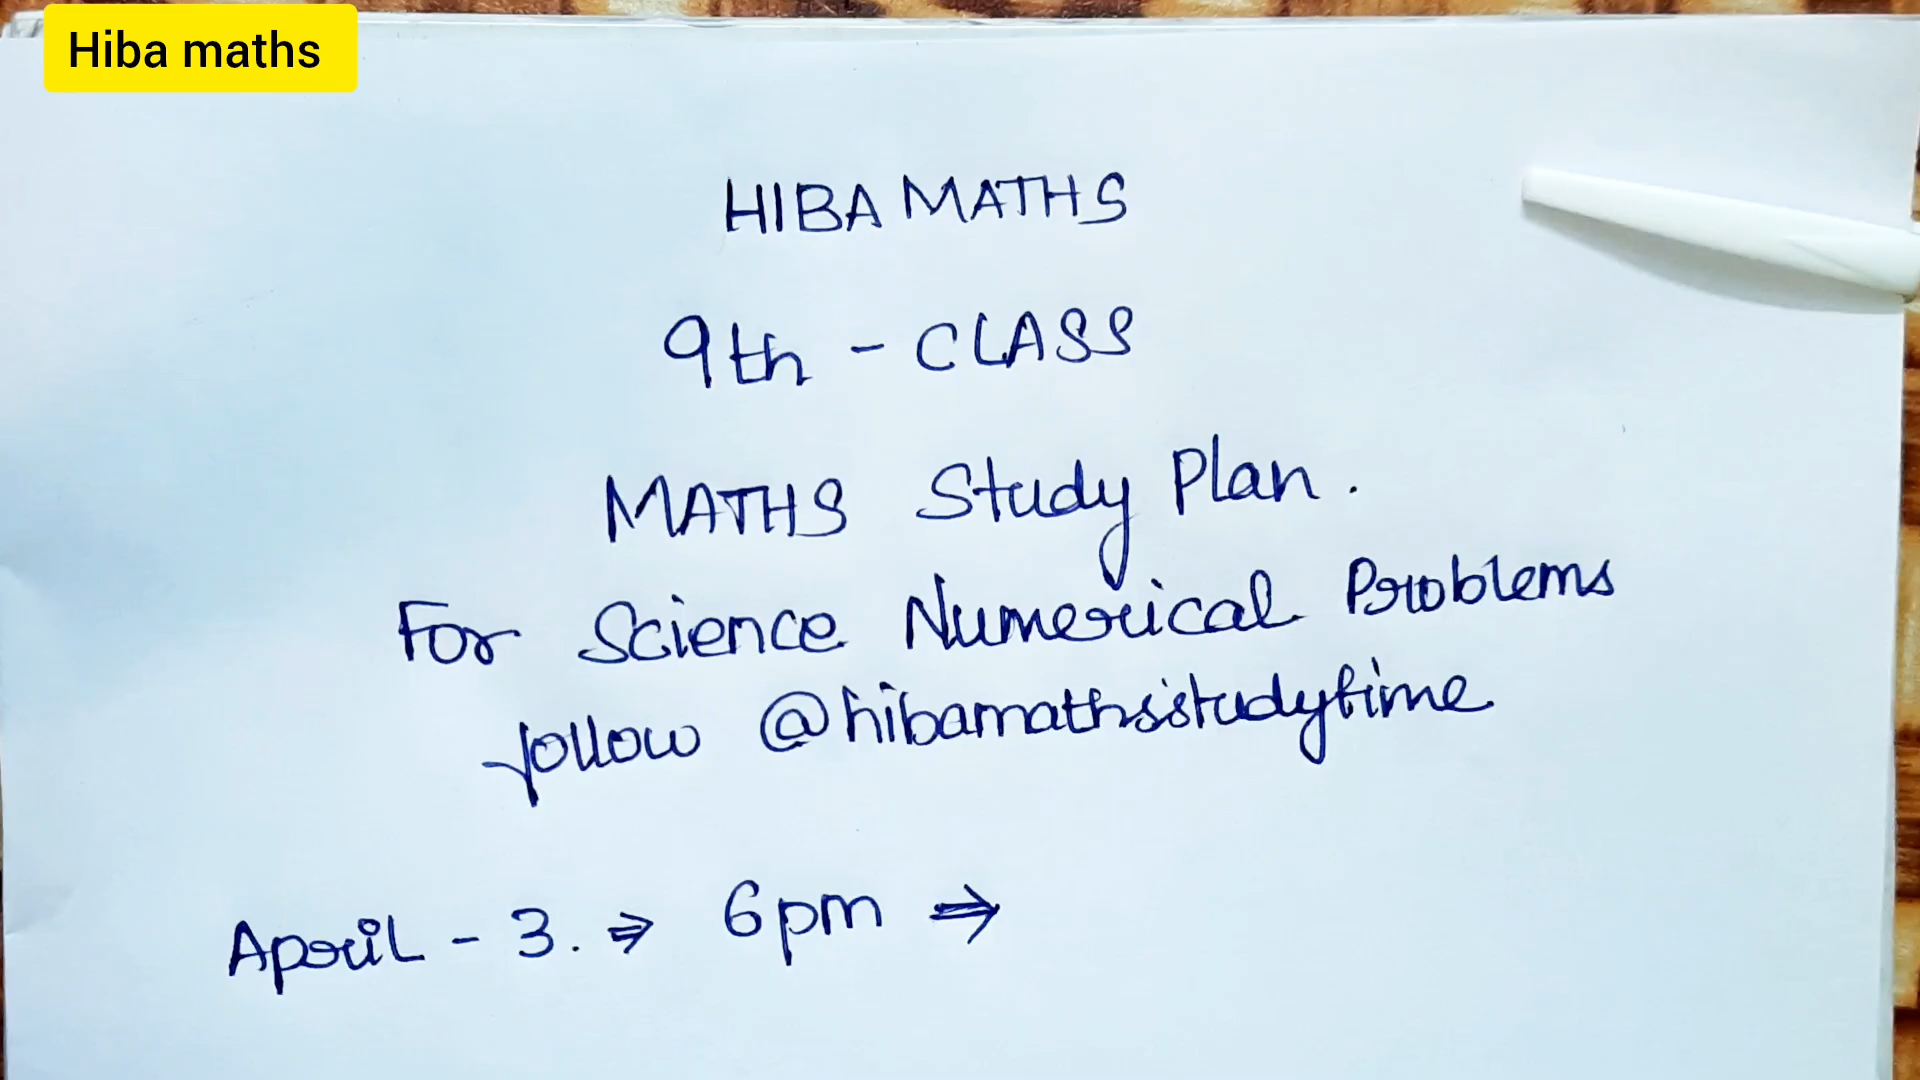 Hiba maths
HIBA MATHS
9th - CLASS
MATHS Study Plan.
For Science Numerical Problems
follow @hibamathsstudytime
April - 3. ⇒ 6pm ⇒